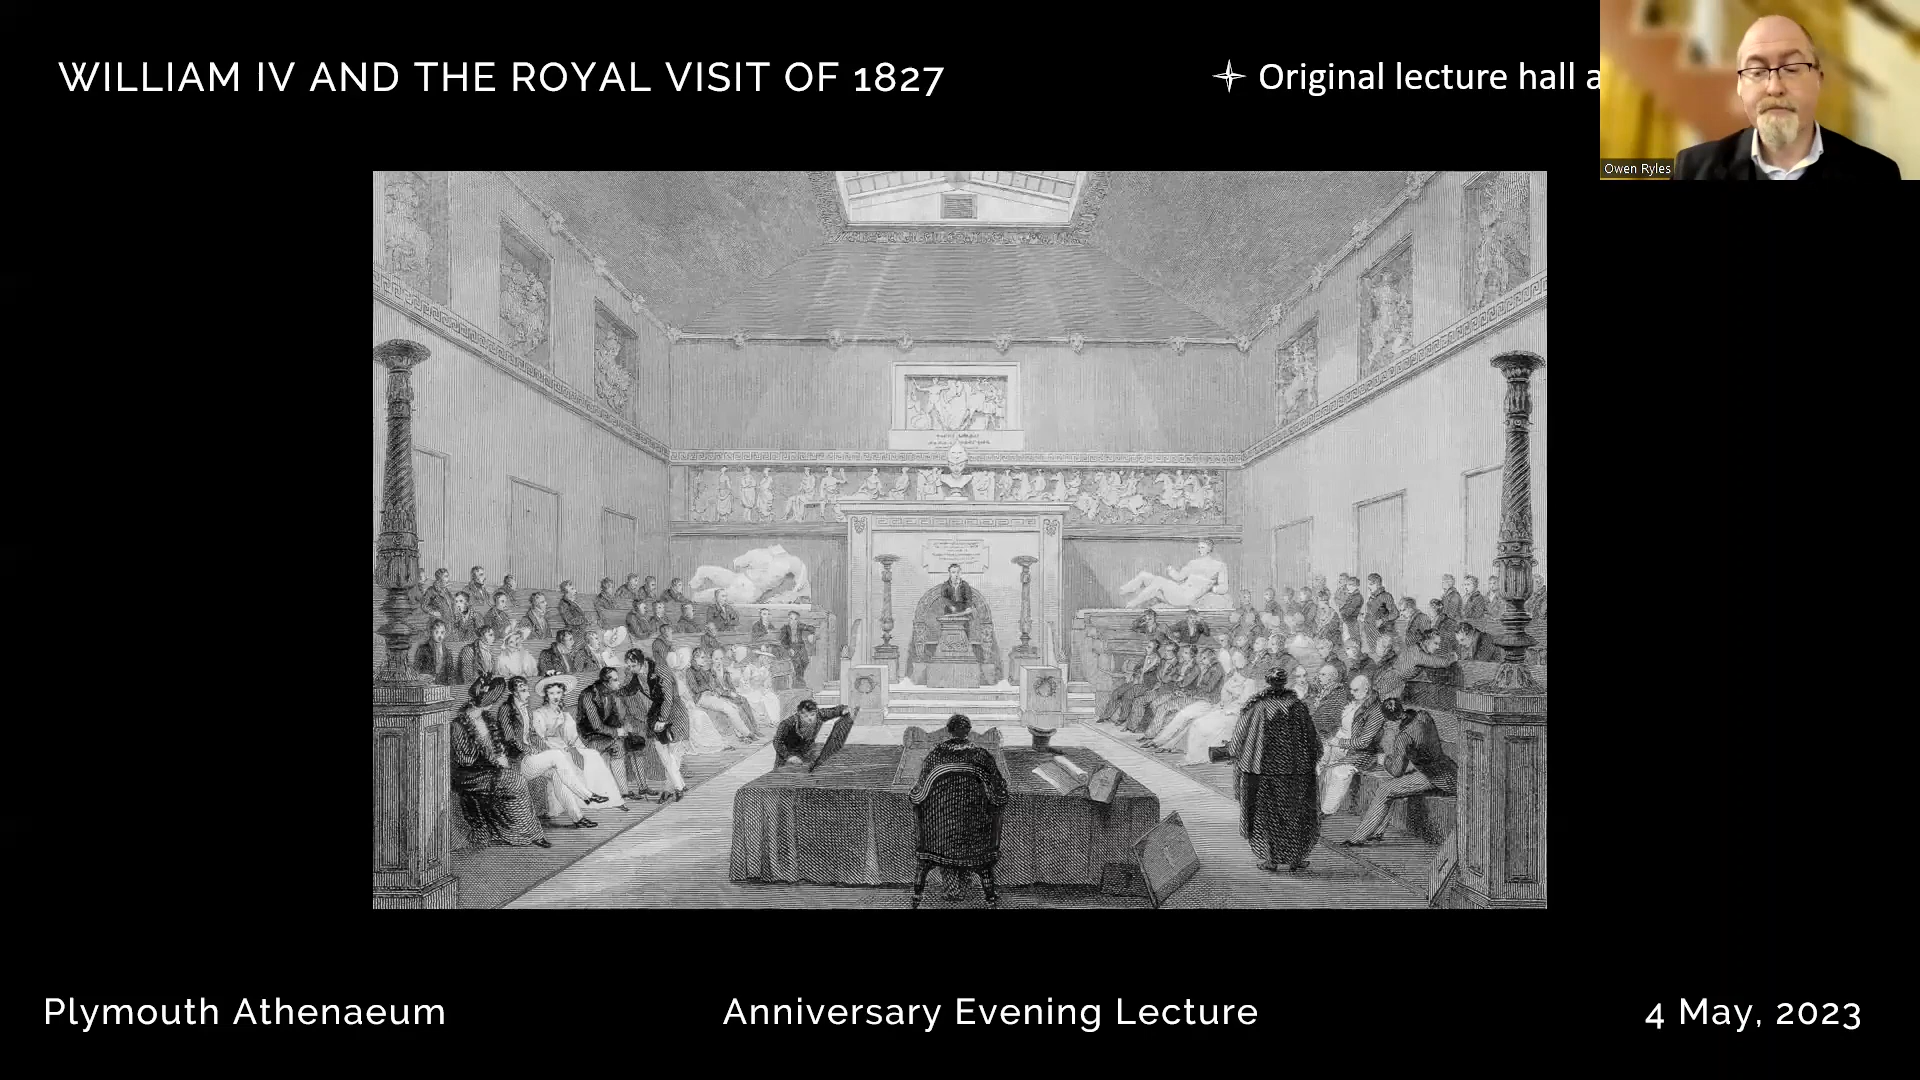 WILLIAM IV AND THE ROYAL VISIT OF 1827
Original lecture hall a
Owen Ryles
Plymouth Athenaeum
Anniversary Evening Lecture
4 May, 2023